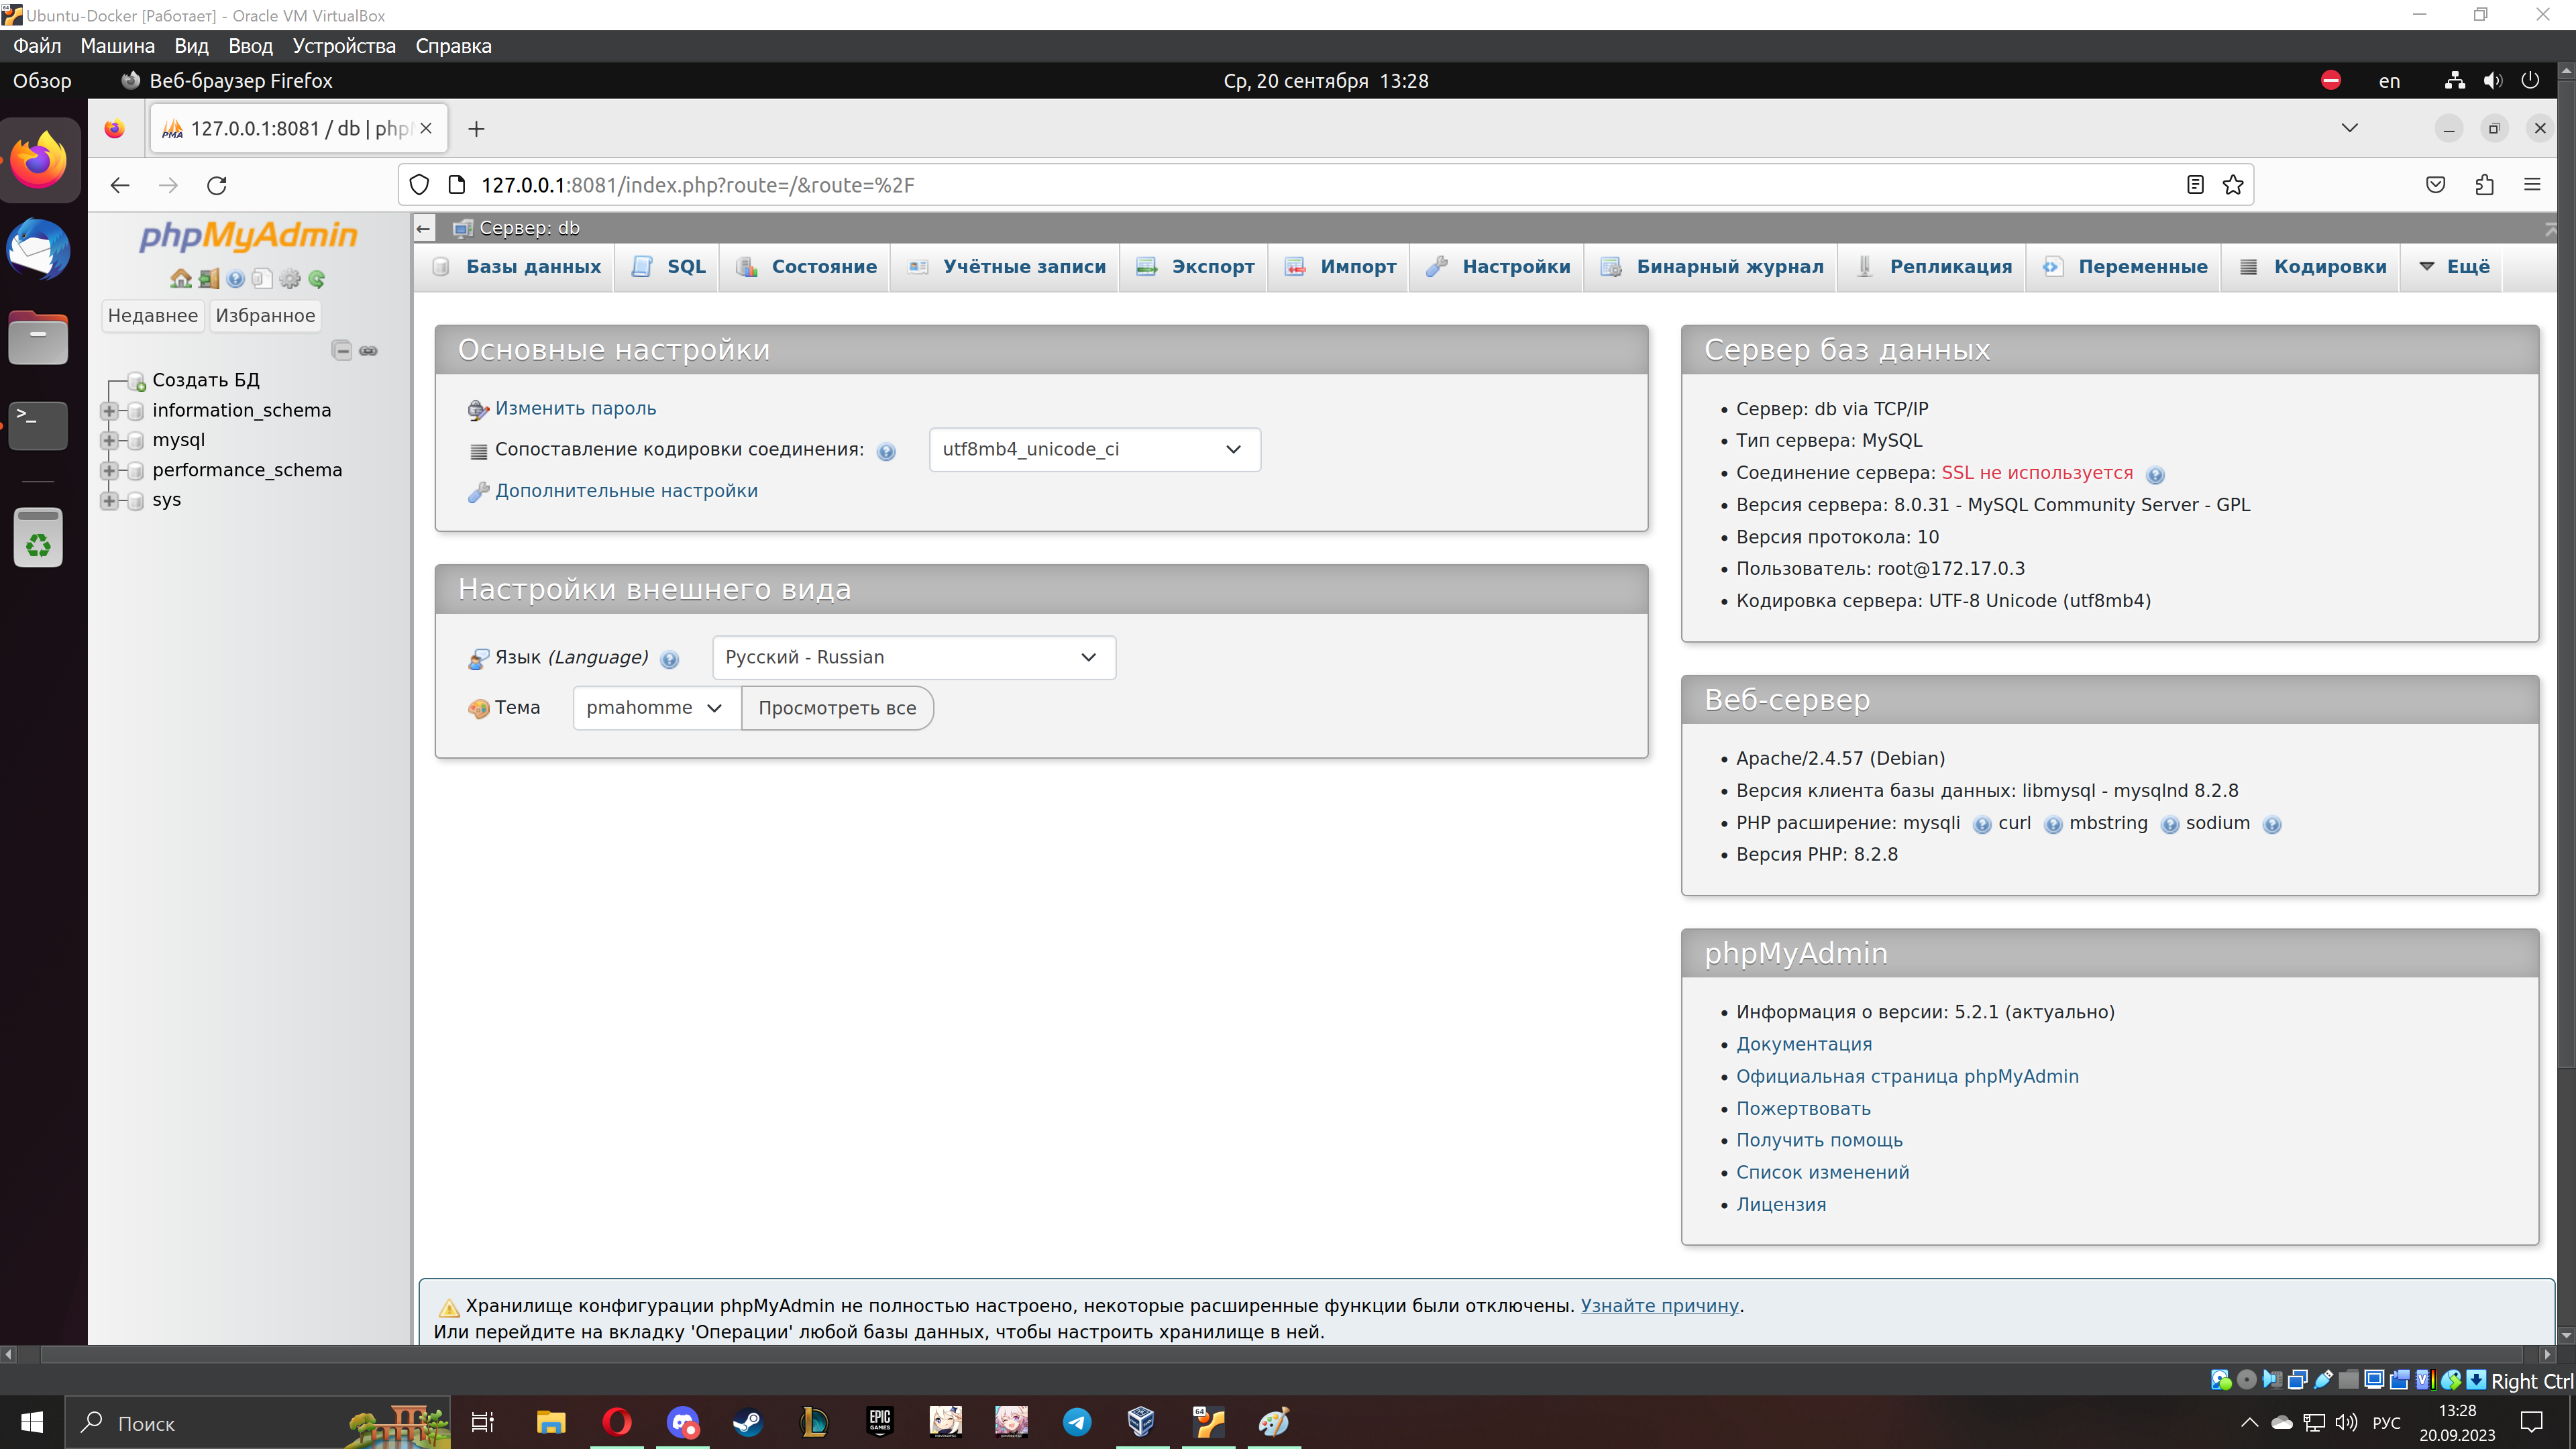 Ubuntu-Docker [Работает] - Oracle VM VirtualBox
Файл Машина Вид Ввод Устройства Справка
Обзор Веб-браузер Firefox Ср, 20 сентября 13:28 en
127.0.0.1:8081 / db | php
127.0.0.1:8081/index.php?route=/&route=%2F
phpMyAdmin
Недавнее Избранное
Создать БД
information_schema
mysql
performance_schema
sys
Сервер: db
Базы данных SQL Состояние Учётные записи Экспорт Импорт Настройки Бинарный журнал Репликация Переменные Кодировки Ещё
Основные настройки
Изменить пароль
Сопоставление кодировки соединения: utf8mb4_unicode_ci
Дополнительные настройки
Настройки внешнего вида
Язык (Language) Русский - Russian
Тема pmahomme Просмотреть все
Сервер баз данных
Сервер: db via TCP/IP
Тип сервера: MySQL
Соединение сервера: SSL не используется
Версия сервера: 8.0.31 - MySQL Community Server - GPL
Версия протокола: 10
Пользователь: root@172.17.0.3
Кодировка сервера: UTF-8 Unicode (utf8mb4)
Веб-сервер
Apache/2.4.57 (Debian)
Версия клиента базы данных: libmysql - mysqlnd 8.2.8
PHP расширение: mysqli curl mbstring sodium
Версия PHP: 8.2.8
phpMyAdmin
Информация о версии: 5.2.1 (актуально)
Документация
Официальная страница phpMyAdmin
Пожертвовать
Получить помощь
Список изменений
Лицензия
Хранилище конфигурации phpMyAdmin не полностью настроено, некоторые расширенные функции были отключены. Узнайте причину.
Или перейдите на вкладку 'Операции' любой базы данных, чтобы настроить хранилище в ней.
Right Ctrl
Поиск
EPIC
GAMES
64
РУС
13:28
20.09.2023